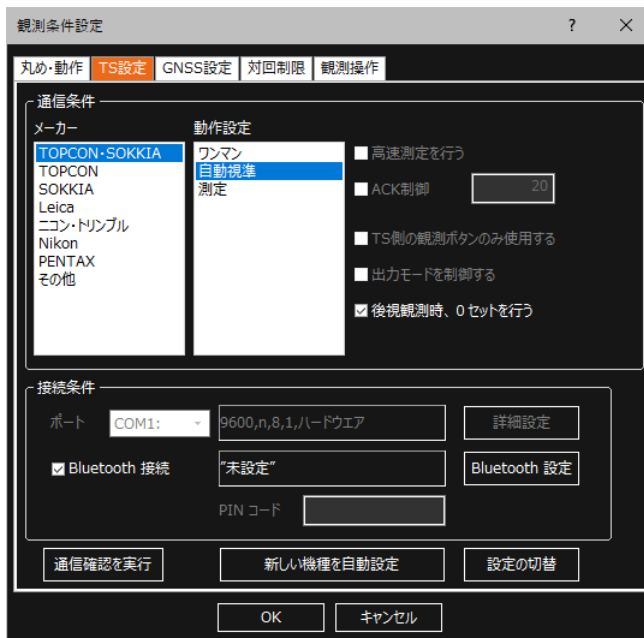 観測条件設定 ? ×
丸め・動作 TS設定 GNSS設定 対回制限 観測操作
通信条件
メーカー
TOPCON・SOKKIA
TOPCON
SOKKIA
Leica
ニコン・トリンブル
Nikon
PENTAX
その他
動作設定
ワンマン
自動視準
測定
高速測定を行う
ACK制御 20
TS側の観測ボタンのみ使用する
出力モードを制御する
後視観測時、0セットを行う
接続条件
ポート COM1: 9600,n,8,1,ハードウエア 詳細設定
Bluetooth 接続 "未設定" Bluetooth 設定
PIN コード
通信確認を実行 新しい機種を自動設定 設定の切替
OK キャンセル